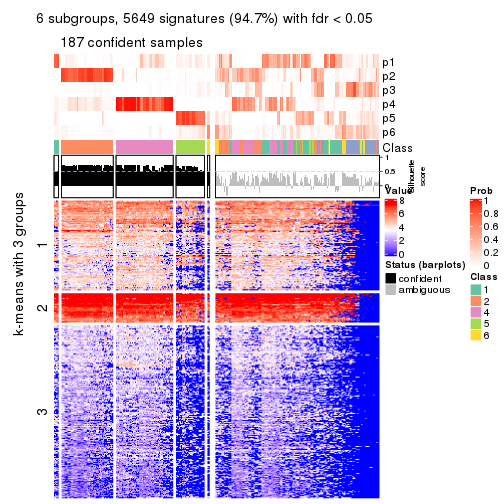 6 subgroups, 5649 signatures (94.7%) with fdr < 0.05
187 confident samples
p1
p2
p3
p4
p5
p6
Class
1
0.5
0
Silhouette
score
k-means with 3 groups
1
2
3
Value
8
6
4
2
0
Status (barplots)
confident
ambiguous
Prob
1
0.8
0.6
0.4
0.2
0
Class
1
2
4
5
6